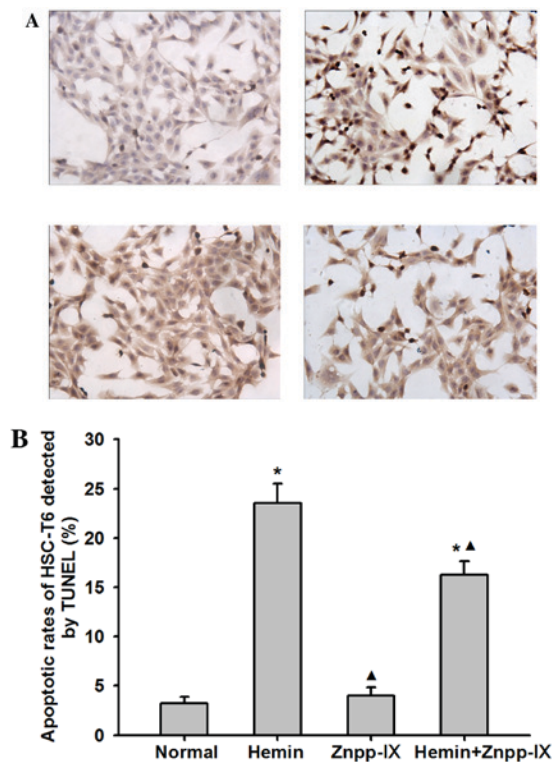 A
B
Apoptotic rates of HSC-T6 detected
by TUNEL (%)
30
25
20
15
10
5
0
*
▲
* ▲
Normal Hemin Znpp-IX Hemin+Znpp-IX